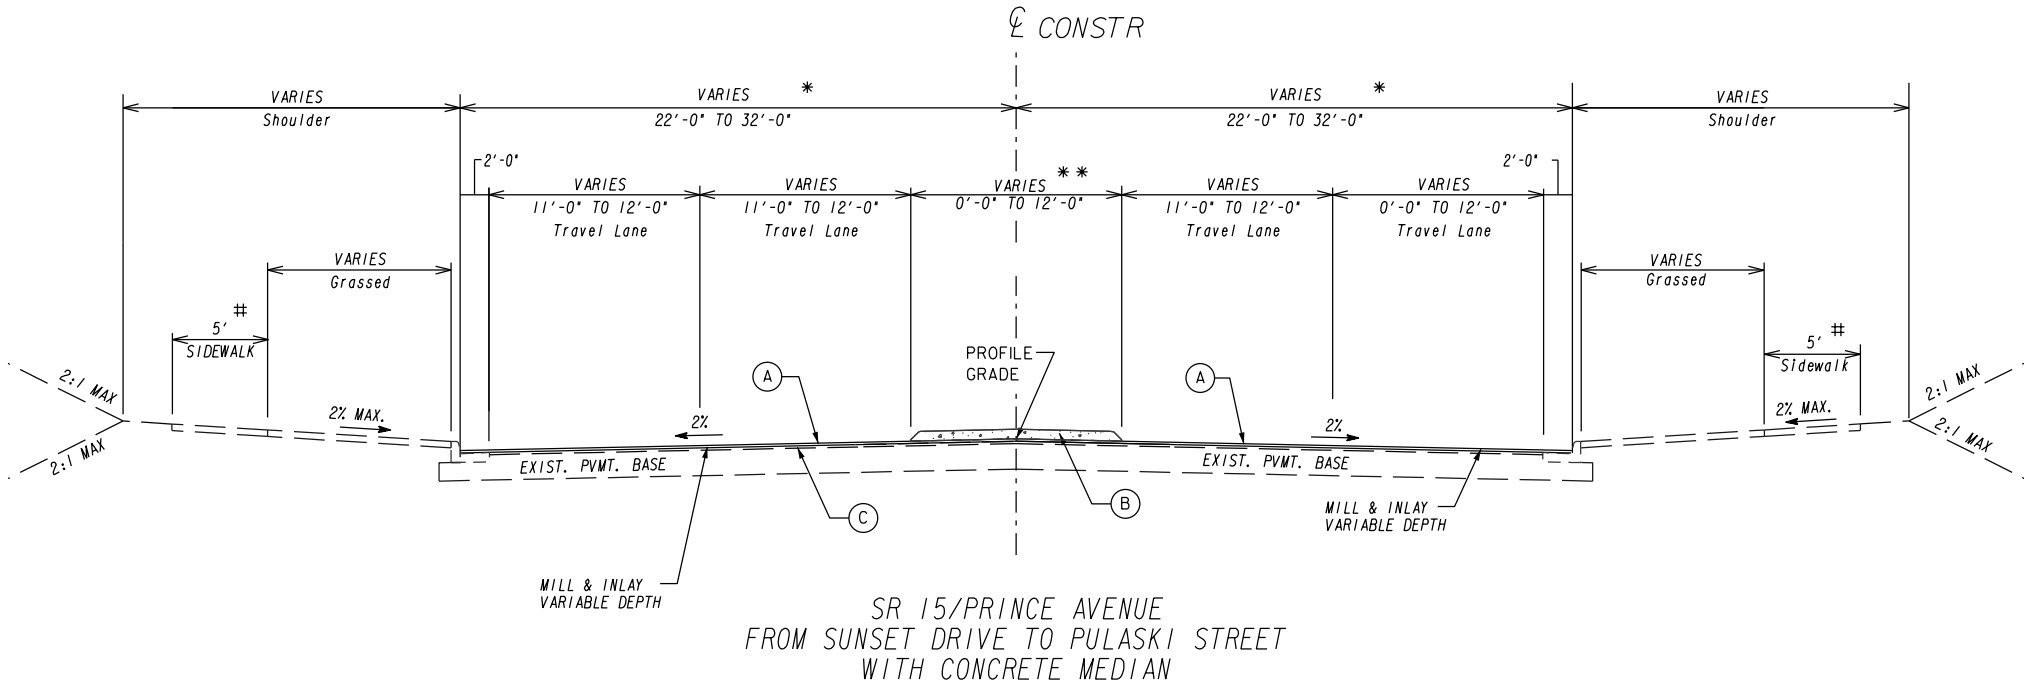 ℄ CONSTR
VARIES
Shoulder
VARIES *
22'-0" TO 32'-0"
VARIES *
22'-0" TO 32'-0"
VARIES
Shoulder
2'-0"
VARIES
11'-0" TO 12'-0"
Travel Lane
VARIES
11'-0" TO 12'-0"
Travel Lane
VARIES **
0'-0" TO 12'-0"
VARIES
11'-0" TO 12'-0"
Travel Lane
VARIES
0'-0" TO 12'-0"
Travel Lane
2'-0"
VARIES
Grassed
VARIES
Grassed
#
5'
SIDEWALK
#
5'
Sidewalk
2:1 MAX
2:1 MAX
2% MAX.
A
2%
PROFILE
GRADE
A
2%
2% MAX.
2:1 MAX
2:1 MAX
EXIST. PVMT. BASE
EXIST. PVMT. BASE
C
B
MILL & INLAY
VARIABLE DEPTH
MILL & INLAY
VARIABLE DEPTH
SR 15/PRINCE AVENUE
FROM SUNSET DRIVE TO PULASKI STREET
WITH CONCRETE MEDIAN